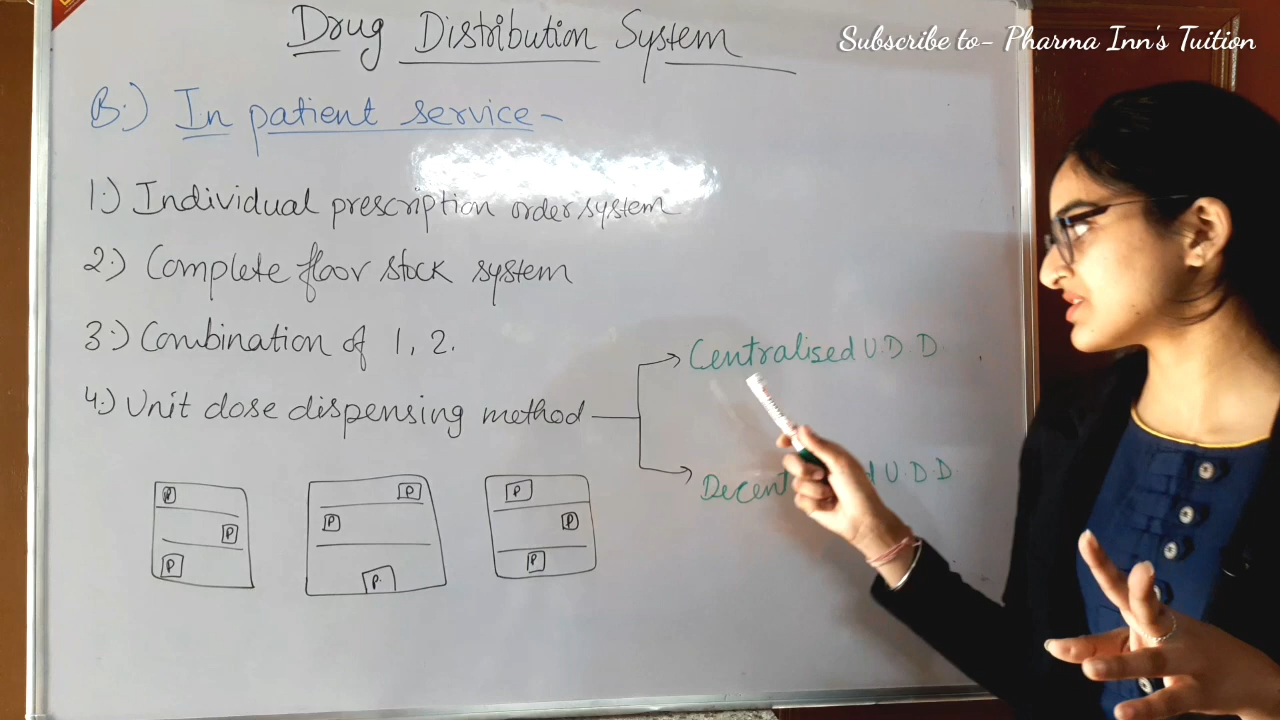 Drug Distribution System
Subscribe to- Pharma Inn's Tuition
B.) In patient service-
1.) Individual prescription order system
2.) Complete floor stock system
3.) Combination of 1, 2.
4.) Unit dose dispensing method
Centralised U.D.D.
U.D.D.
P P P
P P P
P P P